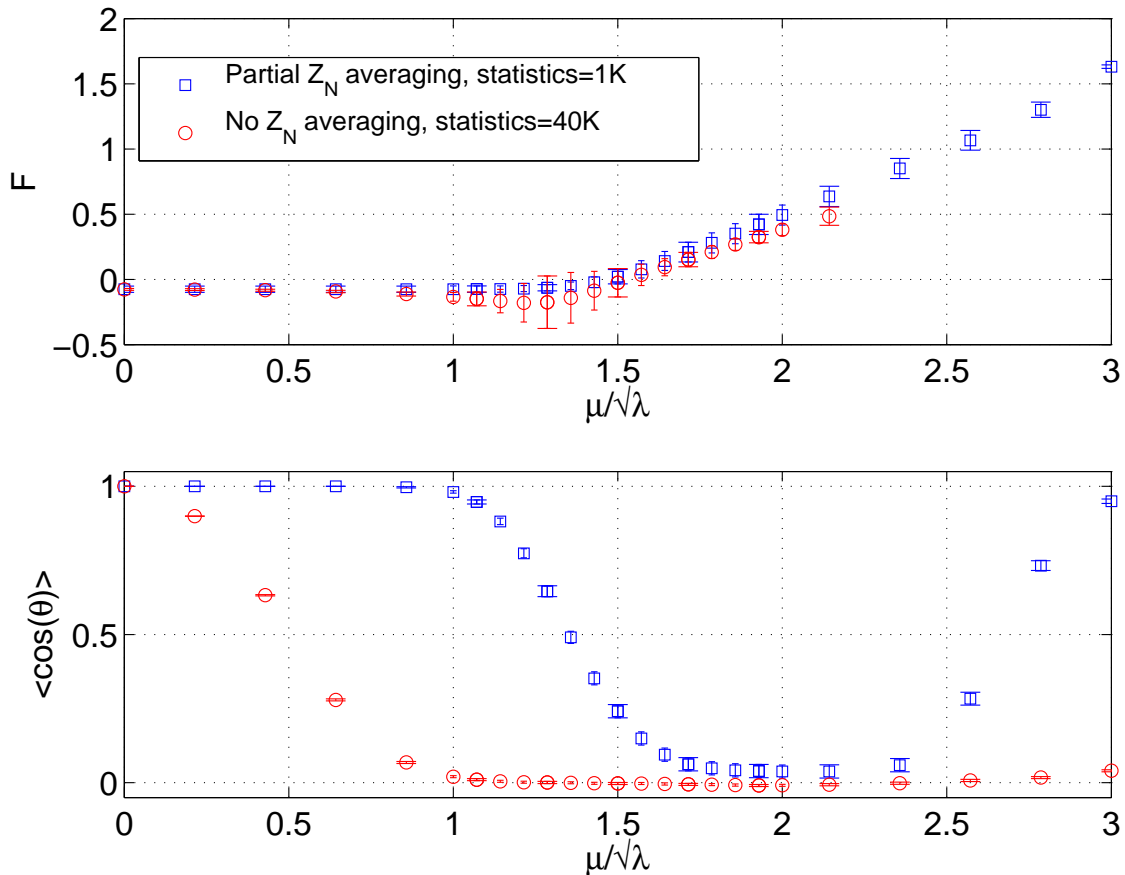 2
1.5
1
0.5
0
−0.5
F
Partial Z_N averaging, statistics=1K
No Z_N averaging, statistics=40K
0 0.5 1 1.5 2 2.5 3
μ/√λ
1
0.5
0
<cos(θ)>
0 0.5 1 1.5 2 2.5 3
μ/√λ